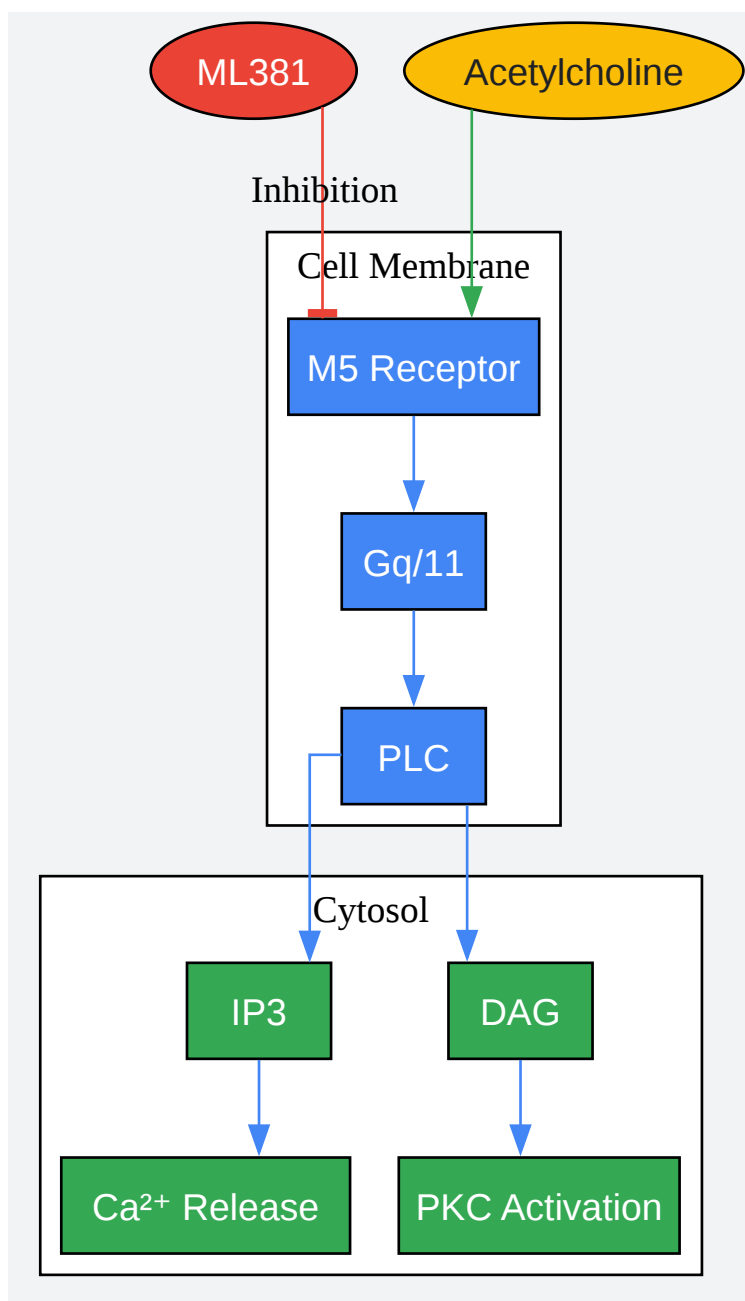 ML381
Acetylcholine
Inhibition
Cell Membrane
M5 Receptor
Gq/11
PLC
Cytosol
IP3
DAG
Ca²⁺ Release
PKC Activation